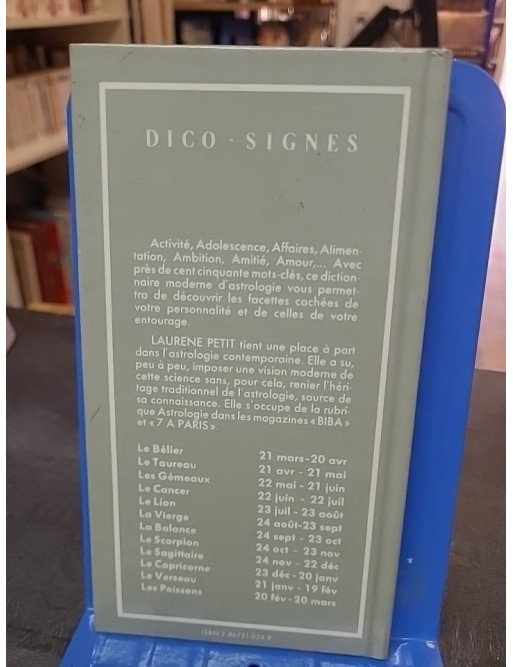 DICO - SIGNES
Activité, Adolescence, Affaires, Alimen-
tation, Ambition, Amitié, Amour,... Avec
près de cent cinquante mots-clés, ce diction-
naire moderne d'astrologie vous permet-
tra de découvrir les facettes cachées de
votre personnalité et de celles de votre
entourage.
LAURENE PETIT tient une place à part
dans l'astrologie contemporaine. Elle a su,
peu à peu, imposer une vision moderne de
cette science sans, pour cela, renier l'héri-
tage traditionnel de l'astrologie, source de
sa connaissance. Elle s'occupe de la rubri-
que Astrologie dans les magazines « BIBA »
et « 7 A PARIS ».
Le Bélier 21 mars - 20 avr
Le Taureau 21 avr - 21 mai
Les Gémeaux 22 mai - 21 juin
Le Cancer 22 juin - 22 juil
Le Lion 23 juil - 23 août
La Vierge 24 août - 23 sept
La Balance 24 sept - 23 oct
Le Scorpion 24 oct - 23 nov
Le Sagittaire 24 nov - 22 déc
Le Capricorne 23 déc - 20 janv
Le Verseau 21 janv - 19 fév
Les Poissons 20 fév - 20 mars
ISBN 2-86721-025-8